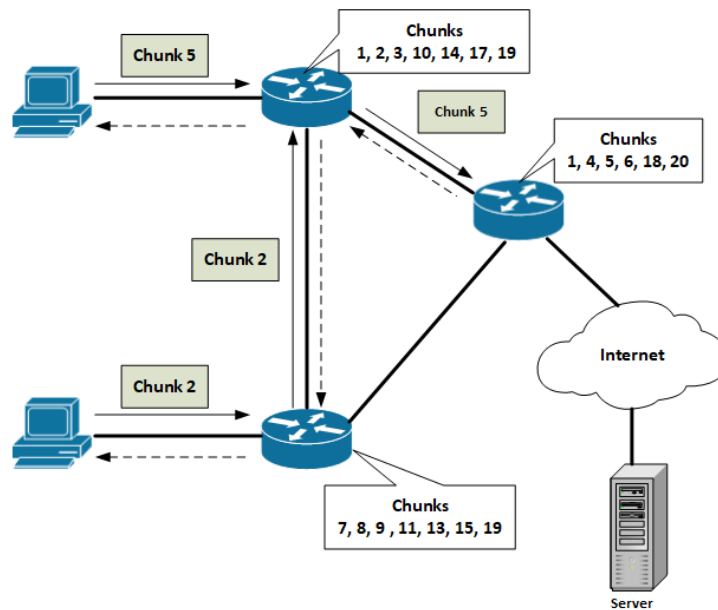 Chunks
1, 2, 3, 10, 14, 17, 19
Chunk 5
Chunk 5
Chunks
1, 4, 5, 6, 18, 20
Chunk 2
Internet
Chunk 2
Chunks
7, 8, 9 , 11, 13, 15, 19
Server